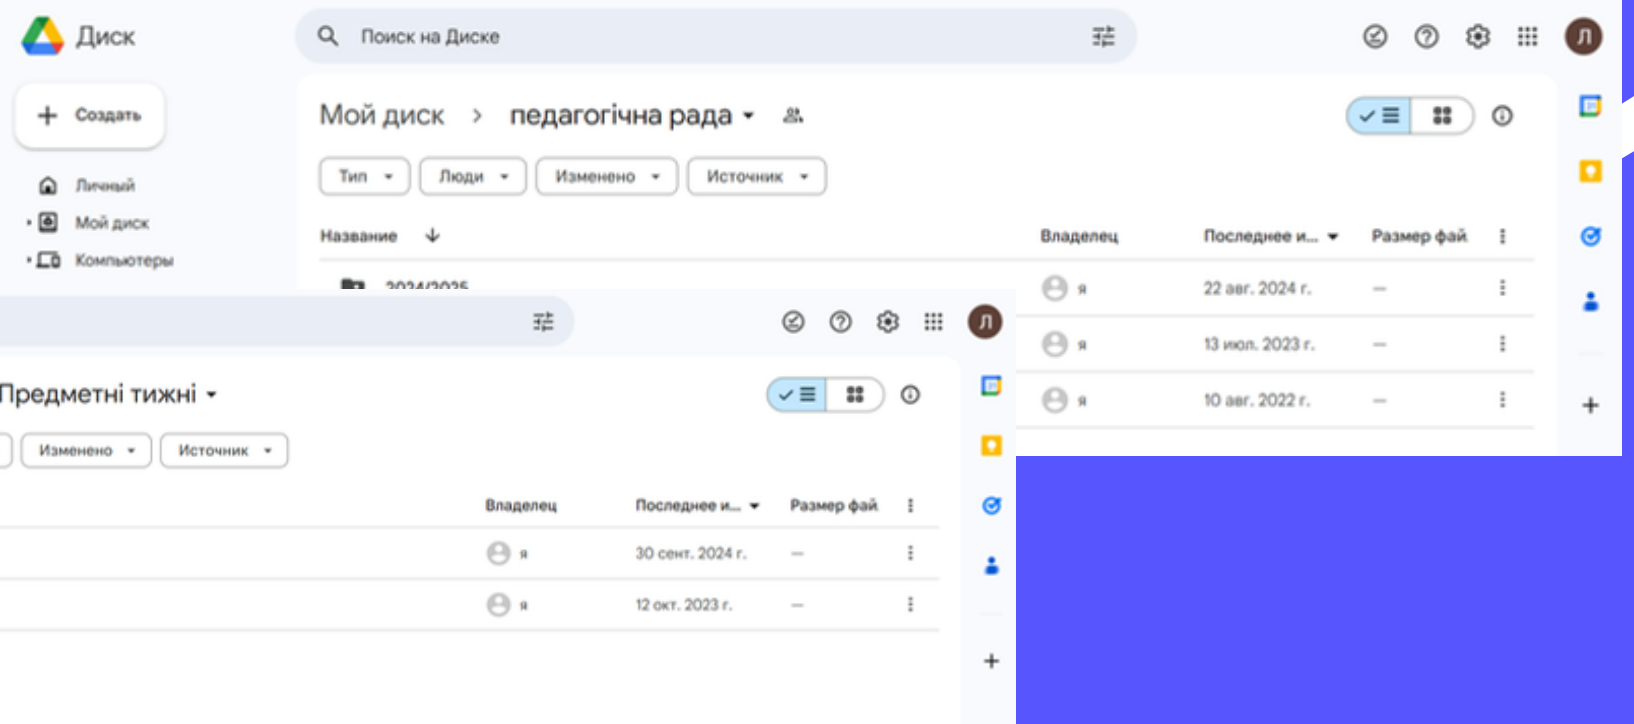 Диск
Поиск на Диске
Л
Создать
Мой диск > педагогічна рада
Тип Люди Изменено Источник
Личный
Мой диск
Компьютеры
Название Владелец Последнее и... Размер фай
2024/2025 я 22 авг. 2024 г. —
я 13 июл. 2023 г. —
я 10 авг. 2022 г. —
Л
Предметні тижні
Изменено Источник
Владелец Последнее и... Размер фай
я 30 сент. 2024 г. —
я 12 окт. 2023 г. —